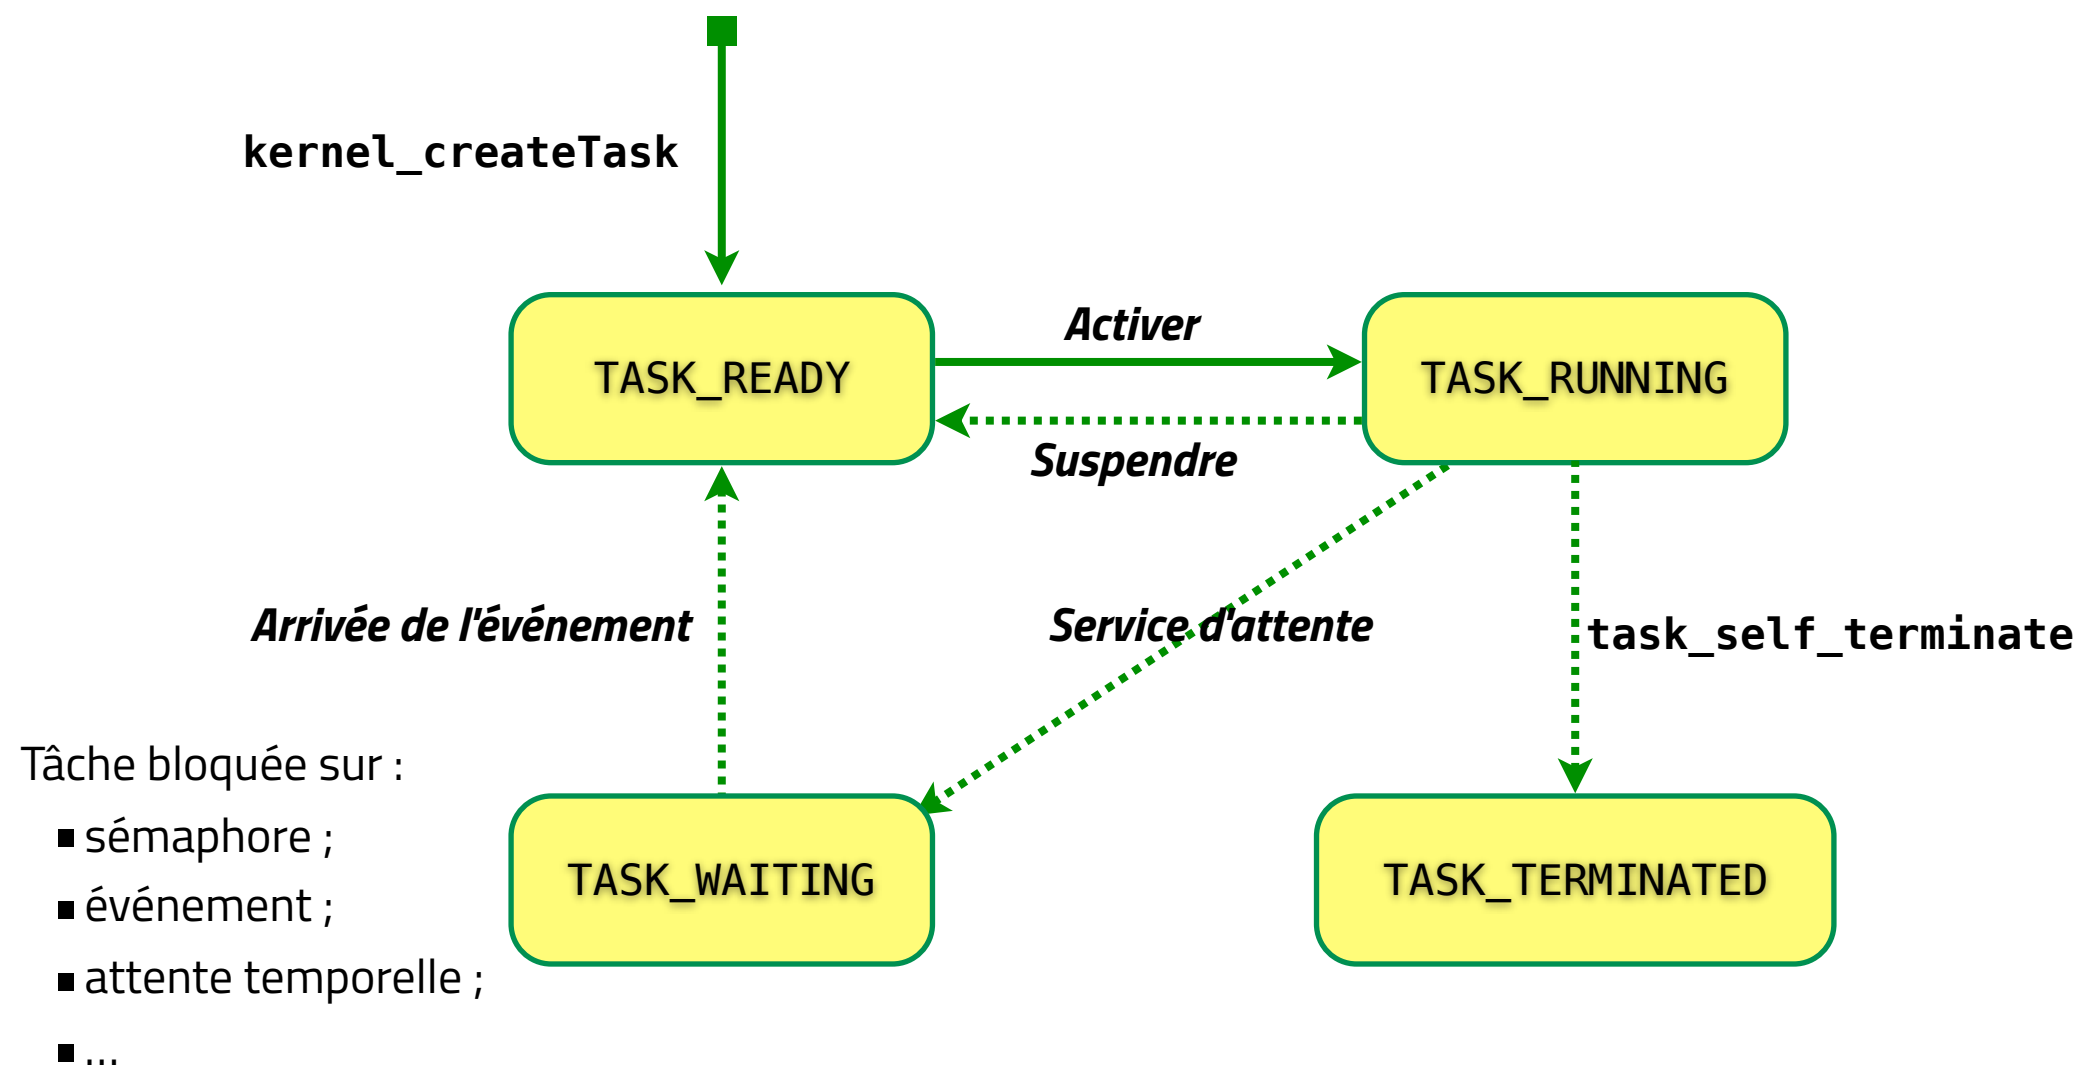 kernel_createTask
Activer
TASK_READY
TASK_RUNNING
Suspendre
Arrivée de l'événement
Service d'attente
task_self_terminate
Tâche bloquée sur :
▪ sémaphore ;
▪ événement ;
▪ attente temporelle ;
▪ ...
TASK_WAITING
TASK_TERMINATED